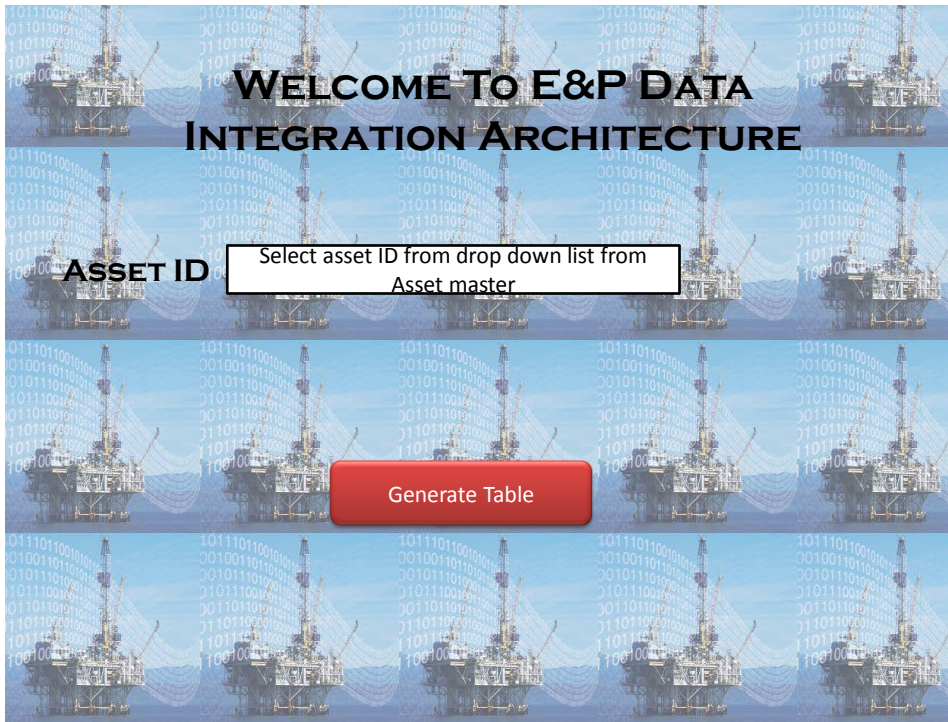 Welcome To E&P Data
Integration Architecture
Asset ID
Select asset ID from drop down list from
Asset master
Generate Table